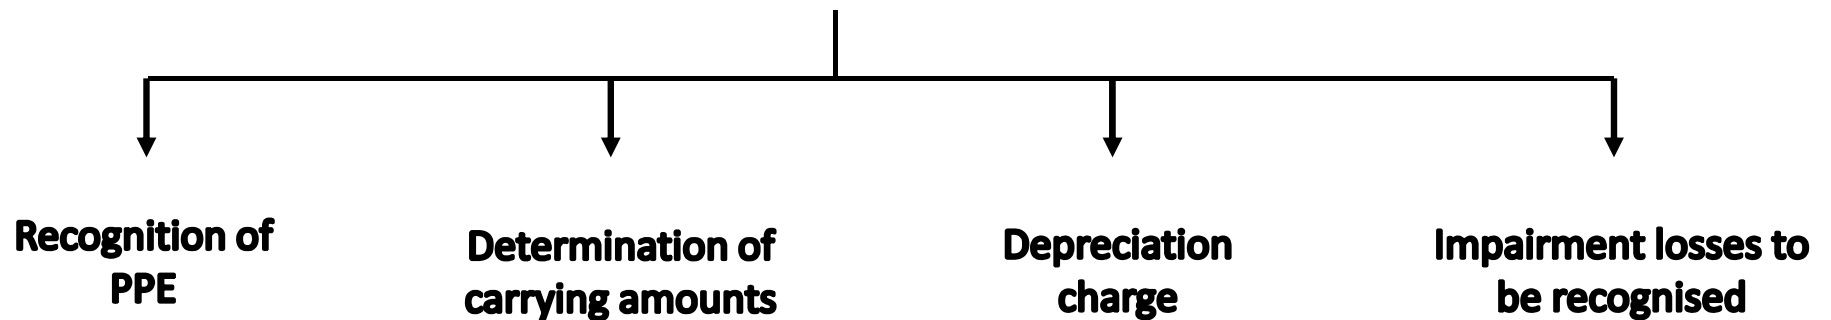 Recognition of
PPE
Determination of
carrying amounts
Depreciation
charge
Impairment losses to
be recognised